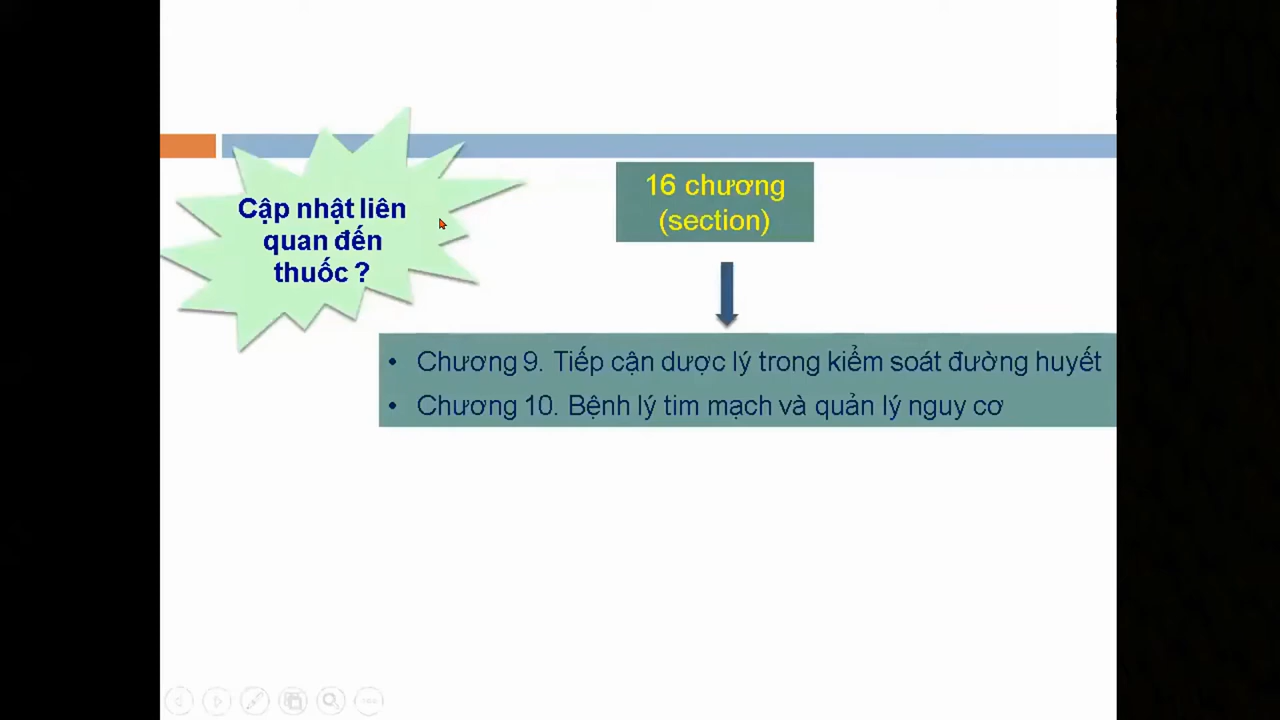 Cập nhật liên
quan đến
thuốc ?
16 chương
(section)
• Chương 9. Tiếp cận dược lý trong kiểm soát đường huyết
• Chương 10. Bệnh lý tim mạch và quản lý nguy cơ